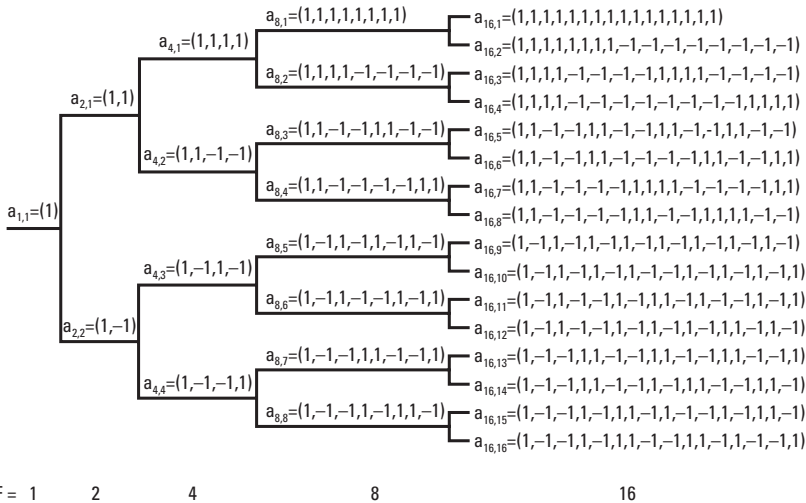 a8,1=(1,1,1,1,1,1,1,1)
a16,1=(1,1,1,1,1,1,1,1,1,1,1,1,1,1,1,1)
a4,1=(1,1,1,1)
a16,2=(1,1,1,1,1,1,1,1,–1,–1,–1,–1,–1,–1,–1,–1)
a8,2=(1,1,1,1,–1,–1,–1,–1)
a16,3=(1,1,1,1,–1,–1,–1,–1,1,1,1,1,–1,–1,–1,–1)
a2,1=(1,1)
a16,4=(1,1,1,1,–1,–1,–1,–1,–1,–1,–1,–1,1,1,1,1)
a8,3=(1,1,–1,–1,1,1,–1,–1)
a16,5=(1,1,–1,–1,1,1,–1,–1,1,1,–1,-1,1,1,–1,–1)
a4,2=(1,1,–1,–1)
a16,6=(1,1,–1,–1,1,1,–1,–1,–1,–1,1,1,–1,–1,1,1)
a8,4=(1,1,–1,–1,–1,–1,1,1)
a16,7=(1,1,–1,–1,–1,–1,1,1,1,1,–1,–1,–1,–1,1,1)
a1,1=(1)
a16,8=(1,1,–1,–1,–1,–1,1,1,–1,–1,1,1,1,1,–1,–1)
a8,5=(1,–1,1,–1,1,–1,1,–1)
a16,9=(1,–1,1,–1,1,–1,1,–1,1,–1,1,–1,1,–1,1,–1)
a4,3=(1,–1,1,–1)
a16,10=(1,–1,1,–1,1,–1,1,–1,–1,1,–1,1,–1,1,–1,1)
a8,6=(1,–1,1,–1,–1,1,–1,1)
a16,11=(1,–1,1,–1,–1,1,–1,1,1,–1,1,–1,–1,1,–1,1)
a2,2=(1,–1)
a16,12=(1,–1,1,–1,–1,1,–1,1,–1,1,–1,1,1,–1,1,–1)
a8,7=(1,–1,–1,1,1,–1,–1,1)
a16,13=(1,–1,–1,1,1,–1,–1,1,1,–1,–1,1,1,–1,–1,1)
a4,4=(1,–1,–1,1)
a16,14=(1,–1,–1,1,1,–1,–1,1,–1,1,1,–1,–1,1,1,–1)
a8,8=(1,–1,–1,1,–1,1,1,–1)
a16,15=(1,–1,–1,1,–1,1,1,–1,1,–1,–1,1,–1,1,1,–1)
a16,16=(1,–1,–1,1,–1,1,1,–1,–1,1,1,–1,1,–1,–1,1)
F = 1 2 4 8 16